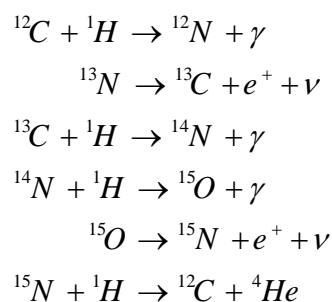 ¹²C + ¹H → ¹²N + γ
¹³N → ¹³C + e⁺ + ν
¹³C + ¹H → ¹⁴N + γ
¹⁴N + ¹H → ¹⁵O + γ
¹⁵O → ¹⁵N + e⁺ + ν
¹⁵N + ¹H → ¹²C + ⁴He